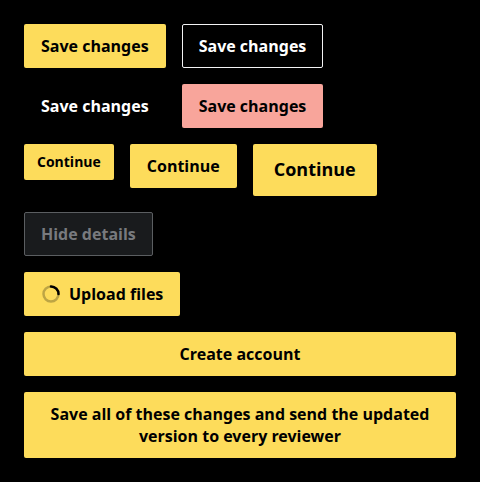 Save changes
Save changes
Save changes
Save changes
Continue
Continue
Continue
Hide details
Upload files
Create account
Save all of these changes and send the updated
version to every reviewer